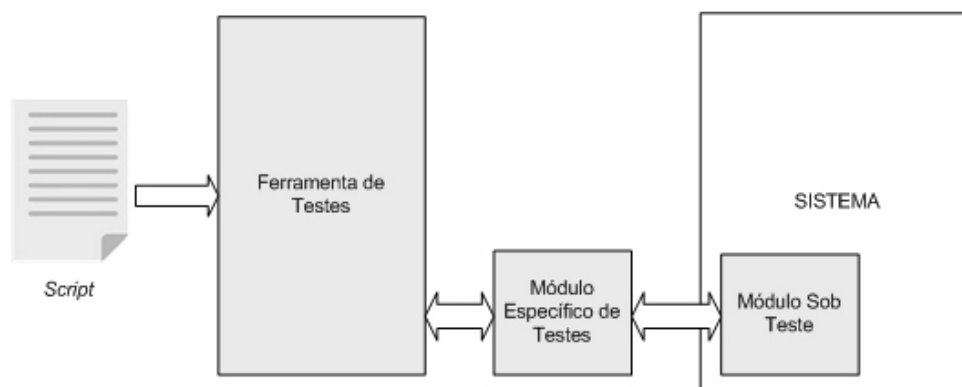 Script
Ferramenta de
Testes
Módulo
Específico de
Testes
SISTEMA
Módulo Sob
Teste